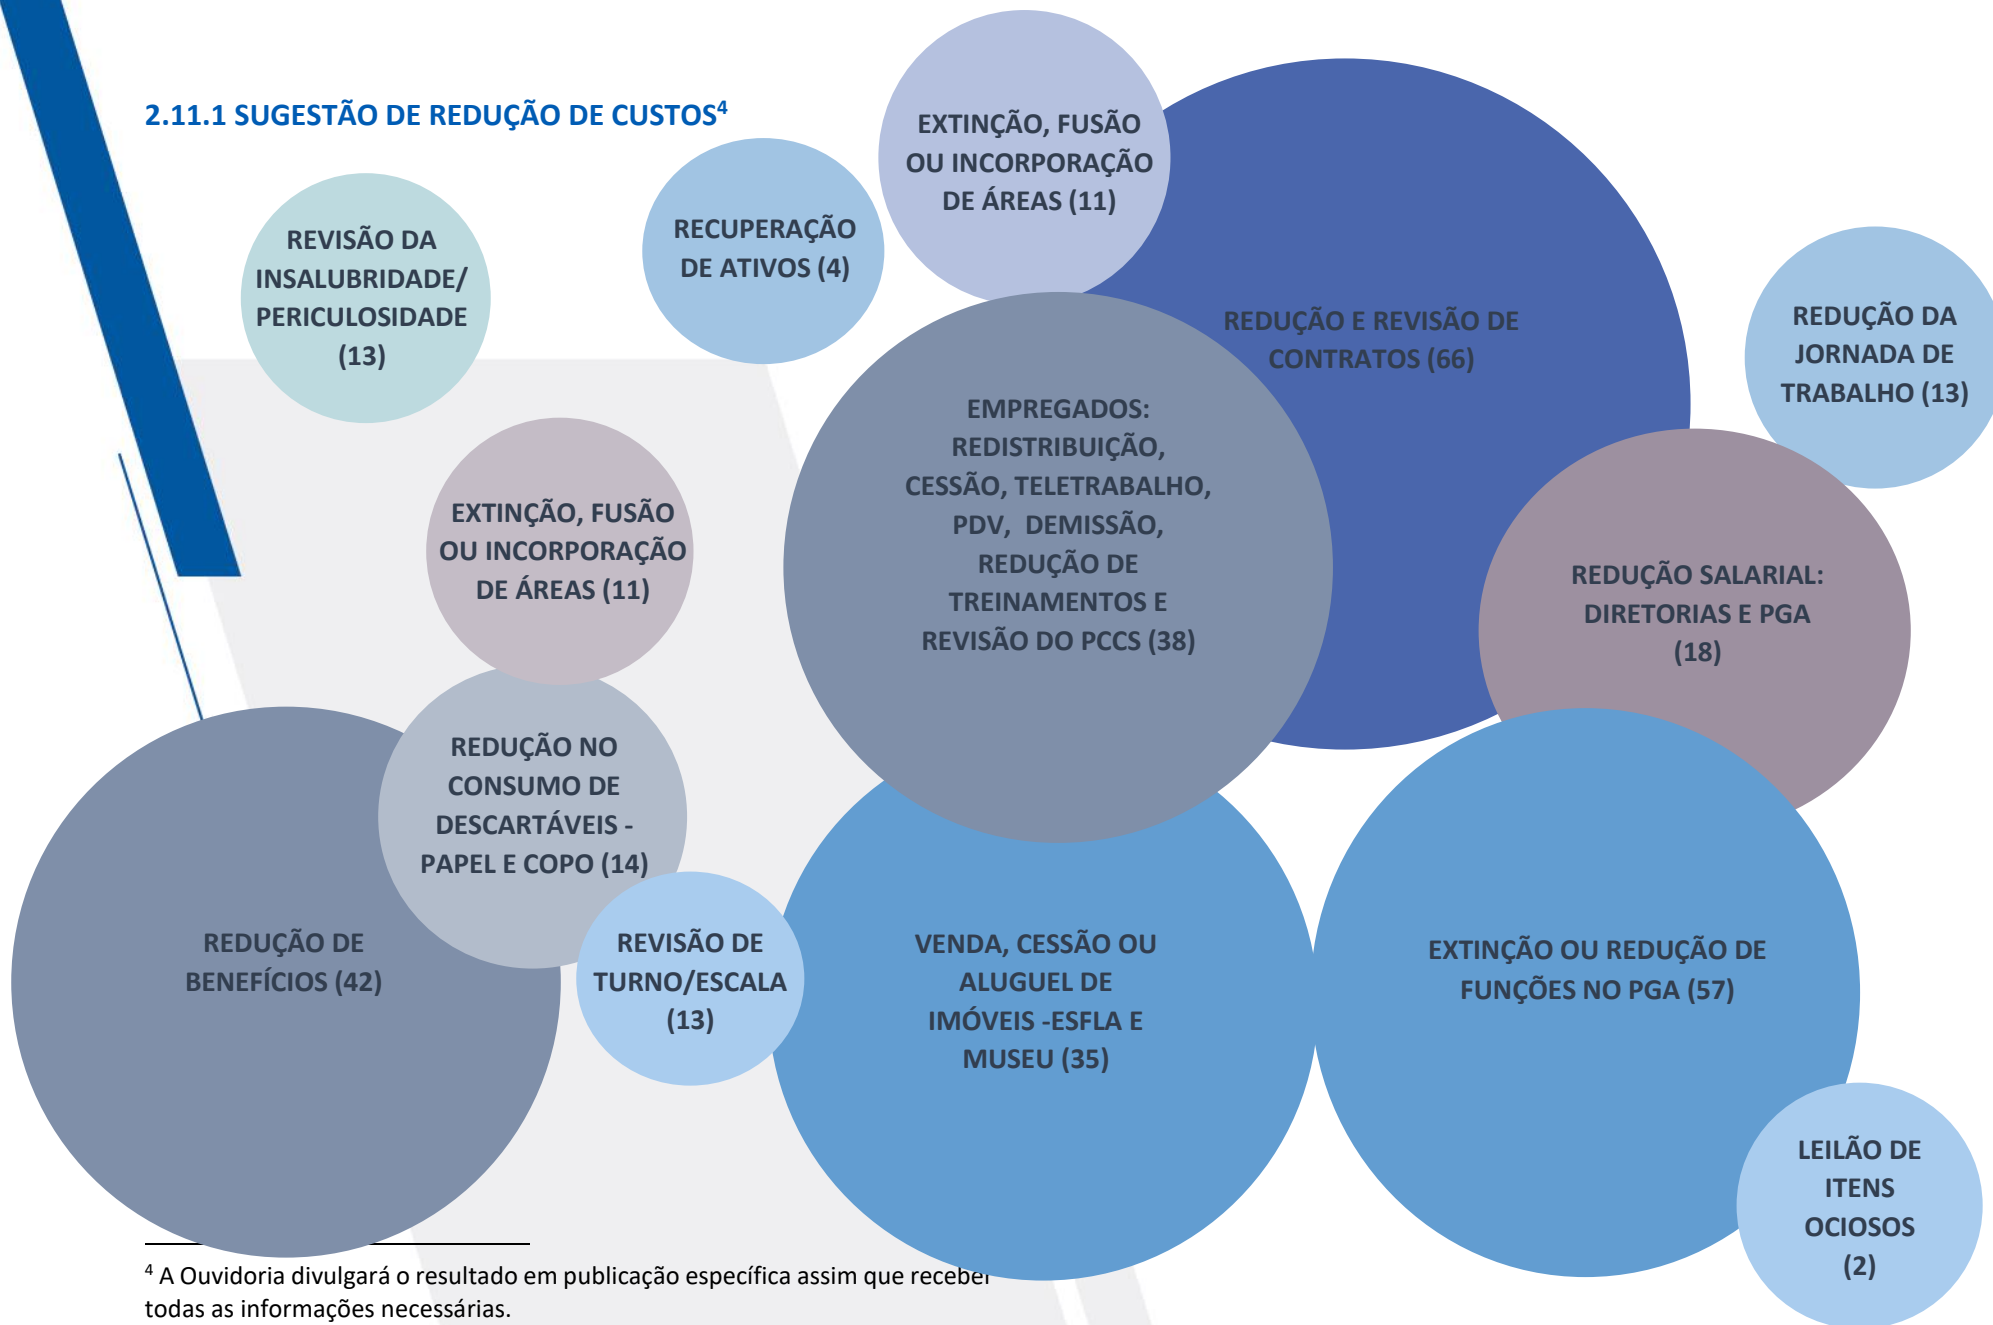 2.11.1 SUGESTÃO DE REDUÇÃO DE CUSTOS⁴
EXTINÇÃO, FUSÃO
OU INCORPORAÇÃO
DE ÁREAS (11)
RECUPERAÇÃO
DE ATIVOS (4)
REVISÃO DA
INSALUBRIDADE/
PERICULOSIDADE
(13)
REDUÇÃO E REVISÃO DE
CONTRATOS (66)
REDUÇÃO DA
JORNADA DE
TRABALHO (13)
EMPREGADOS:
REDISTRIBUIÇÃO,
CESSÃO, TELETRABALHO,
PDV, DEMISSÃO,
REDUÇÃO DE
TREINAMENTOS E
REVISÃO DO PCCS (38)
EXTINÇÃO, FUSÃO
OU INCORPORAÇÃO
DE ÁREAS (11)
REDUÇÃO SALARIAL:
DIRETORIAS E PGA
(18)
REDUÇÃO NO
CONSUMO DE
DESCARTÁVEIS -
PAPEL E COPO (14)
REDUÇÃO DE
BENEFÍCIOS (42)
REVISÃO DE
TURNO/ESCALA
(13)
VENDA, CESSÃO OU
ALUGUEL DE
IMÓVEIS -ESFLA E
MUSEU (35)
EXTINÇÃO OU REDUÇÃO DE
FUNÇÕES NO PGA (57)
LEILÃO DE
ITENS
OCIOSOS
(2)
⁴ A Ouvidoria divulgará o resultado em publicação específica assim que receber
todas as informações necessárias.